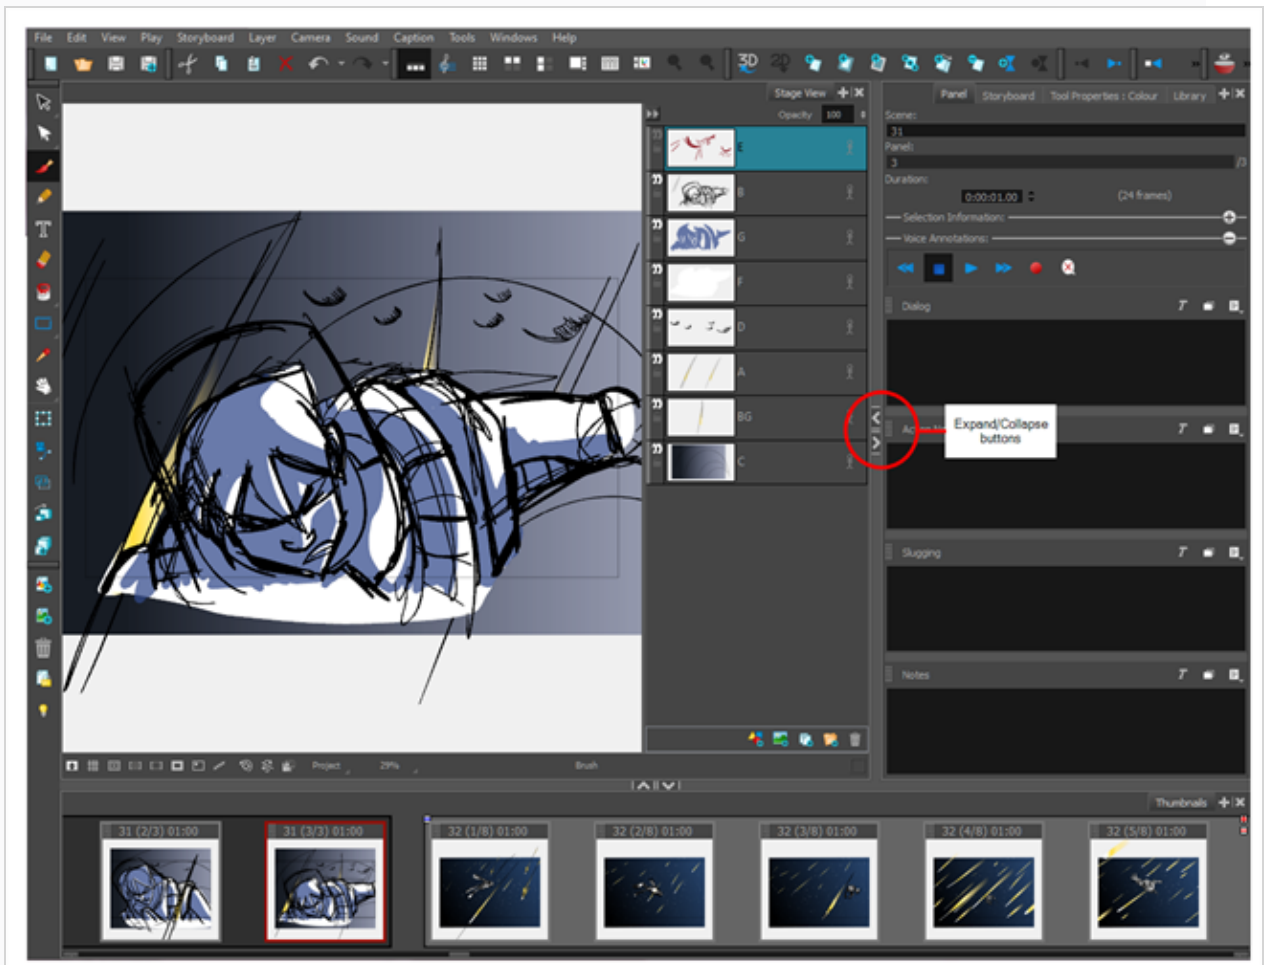 File Edit View Play Storyboard Layer Camera Sound Caption Tools Windows Help
3D
Stage View
Opacity 100
E
B
G
F
D
A
BG
C
Panel Storyboard Tool Properties : Colour Library
Scene:
31
Panel:
3 /3
Duration:
0:00:01.00 (24 frames)
Selection Information:
Voice Annotations:
Dialog
Expand/Collapse
buttons
Slugging
Notes
Project 29% Brush
Thumbnails
31 (2/3) 01:00 31 (3/3) 01:00 32 (1/8) 01:00 32 (2/8) 01:00 32 (3/8) 01:00 32 (4/8) 01:00 32 (5/8) 01:00